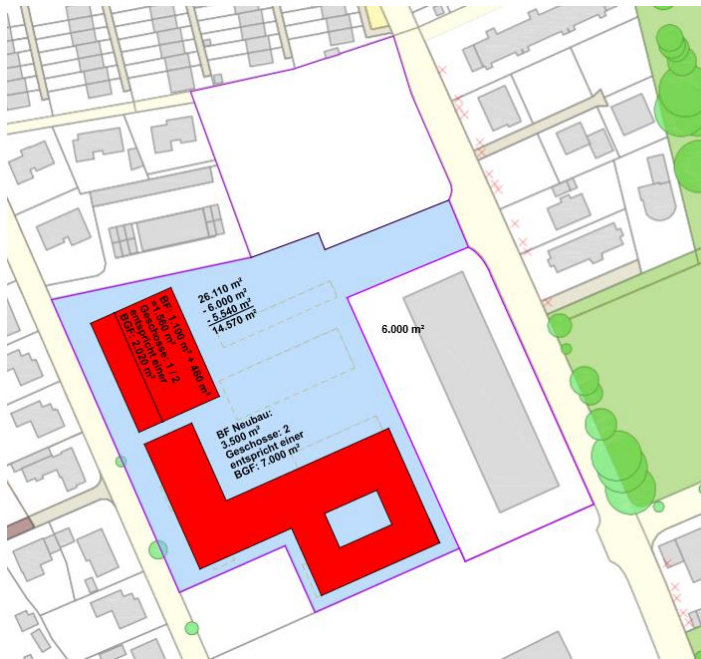 26.110 m²
- 6.000 m²
- 5.540 m²
14.570 m²
6.000 m²
BF: 1.100 m² + 460 m²
=1.560 m²
Geschosse: 1 / 2
entspricht einer
BGF: 2.020 m²
BF Neubau:
3.500 m²
Geschosse: 2
entspricht einer
BGF: 7.000 m²